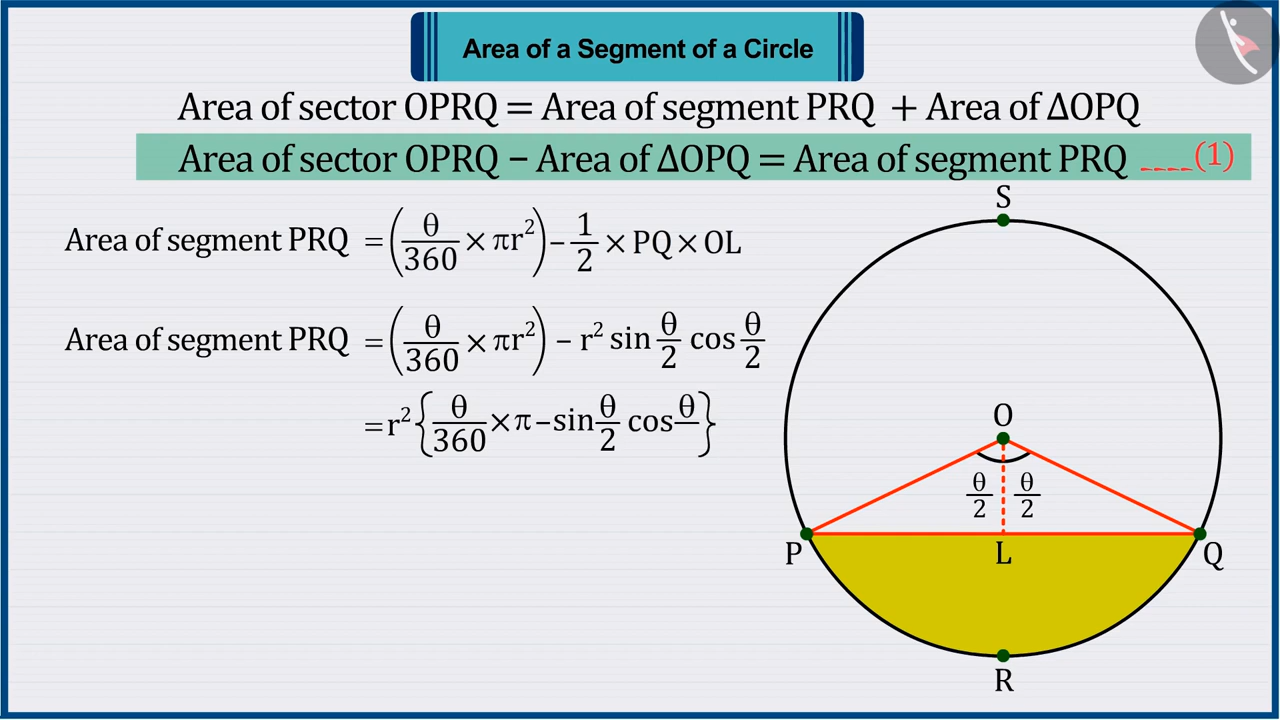 Area of a Segment of a Circle
Area of sector OPRQ = Area of segment PRQ + Area of ΔOPQ
Area of sector OPRQ − Area of ΔOPQ = Area of segment PRQ ----(1)
Area of segment PRQ = (θ/360 × πr²) − 1/2 × PQ × OL
Area of segment PRQ = (θ/360 × πr²) − r² sin θ/2 cos θ/2
= r² {θ/360 × π − sin θ/2 cos θ/ }
S
O
θ/2 θ/2
P L Q
R